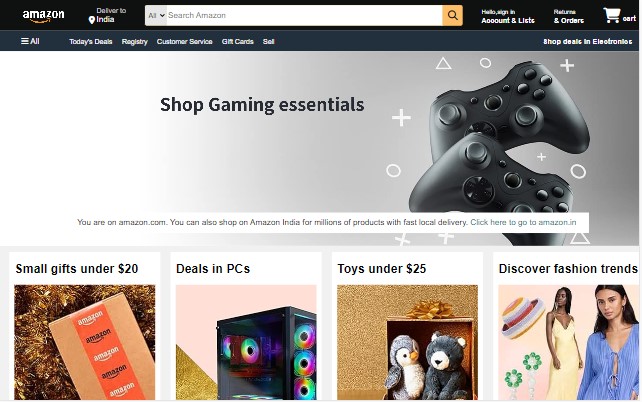 amazon
Deliver to
India
All
Search Amazon
Hello,sign in
Account & Lists
Returns
& Orders
cart
All
Today's Deals
Registry
Customer Service
Gift Cards
Sell
Shop deals in Electronics
Shop Gaming essentials
You are on amazon.com. You can also shop on Amazon India for millions of products with fast local delivery. Click here to go to amazon.in
Small gifts under $20
Deals in PCs
Toys under $25
Discover fashion trends
amazon
amazon
amazon
amazon
amazon